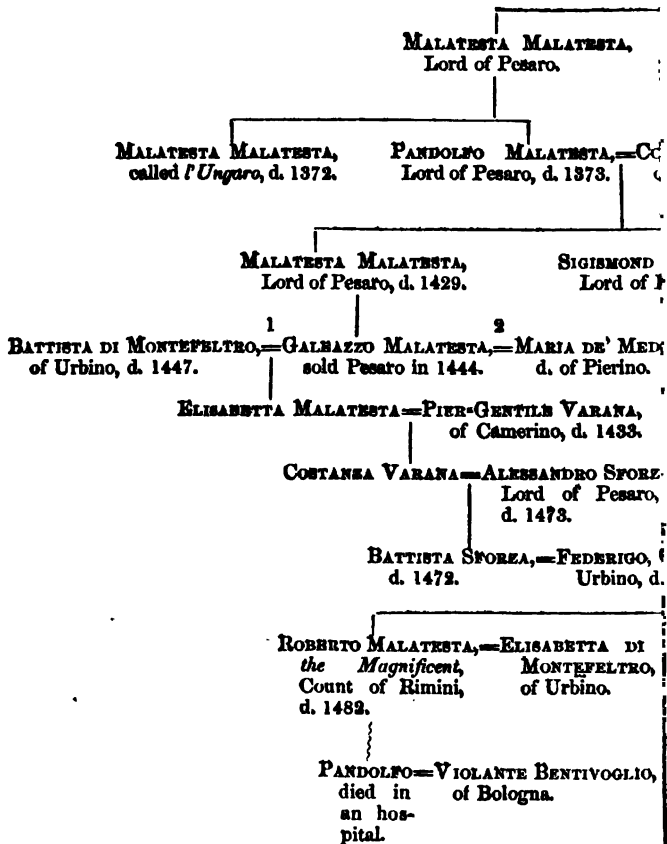 MALATESTA MALATESTA,
Lord of Pesaro.
MALATESTA MALATESTA,
called l'Ungaro, d. 1372.
PANDOLFO MALATESTA,=
Lord of Pesaro, d. 1373.
MALATESTA MALATESTA,
Lord of Pesaro, d. 1429.
SIGISMOND
Lord of
1
2
BATTISTA DI MONTEFELTRO,=GALEAZZO MALATESTA,=MARIA DE' MED
of Urbino, d. 1447.
sold Pesaro in 1444.
d. of Pierino.
ELISABETTA MALATESTA=PIER-GENTILE VARANA,
of Camerino, d. 1433.
COSTANZA VARANA=ALESSANDRO SFORZ
Lord of Pesaro,
d. 1473.
BATTISTA SFORZA,=FEDERIGO,
d. 1472.
Urbino, d.
ROBERTO MALATESTA,=ELISABETTA DI
the Magnificent,
MONTEFELTRO,
Count of Rimini,
of Urbino.
d. 1482.
PANDOLFO=VIOLANTE BENTIVOGLIO,
died in
of Bologna.
an hos-
pital.